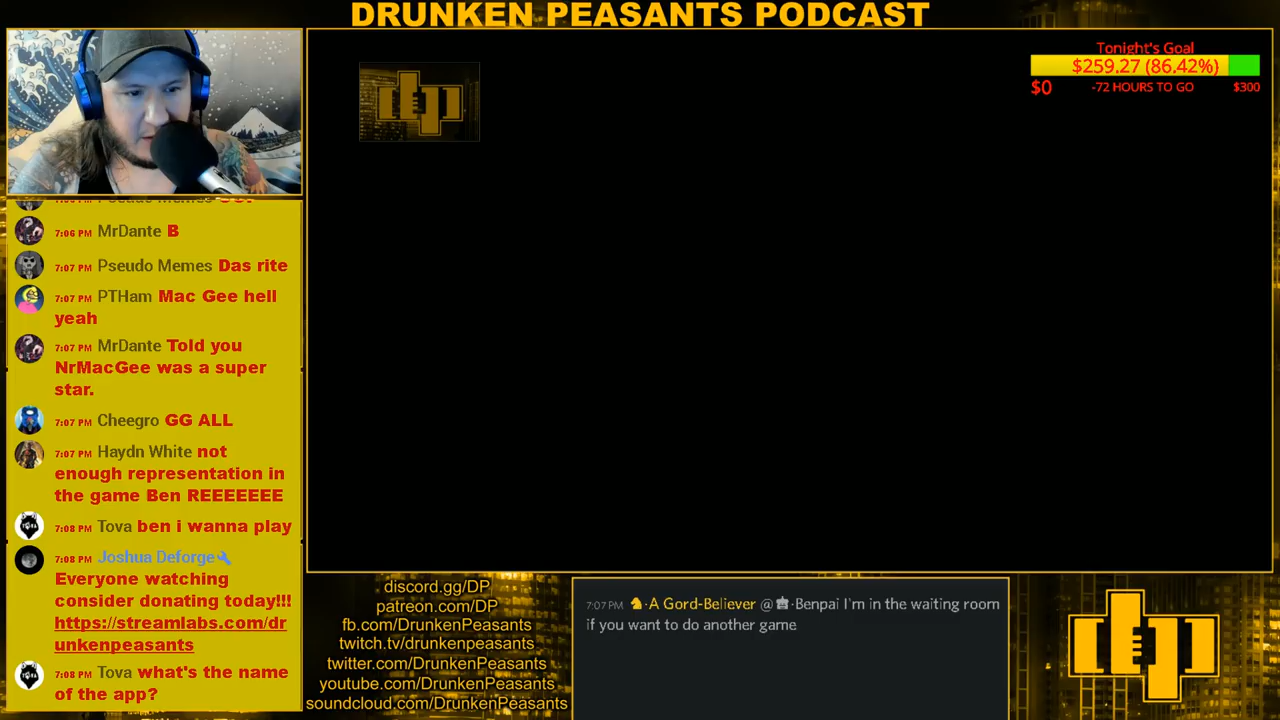 DRUNKEN PEASANTS PODCAST
Tonight's Goal
$259.27 (86.42%)
$0 -72 HOURS TO GO $300
7:06 PM MrDante B
7:07 PM Pseudo Memes Das rite
7:07 PM PTHam Mac Gee hell
yeah
7:07 PM MrDante Told you
NrMacGee was a super
star.
7:07 PM Cheegro GG ALL
7:07 PM Haydn White not
enough representation in
the game Ben REEEEEEE
7:08 PM Tova ben i wanna play
7:08 PM Joshua Deforge
Everyone watching
consider donating today!!!
https://streamlabs.com/dr
unkenpeasants
7:08 PM Tova what's the name
of the app?
discord.gg/DP
patreon.com/DP
fb.com/DrunkenPeasants
twitch.tv/drunkenpeasants
twitter.com/DrunkenPeasants
youtube.com/DrunkenPeasants
soundcloud.com/DrunkenPeasants
7:07 PM ·A Gord-Believer @·Benpai I'm in the waiting room
if you want to do another game